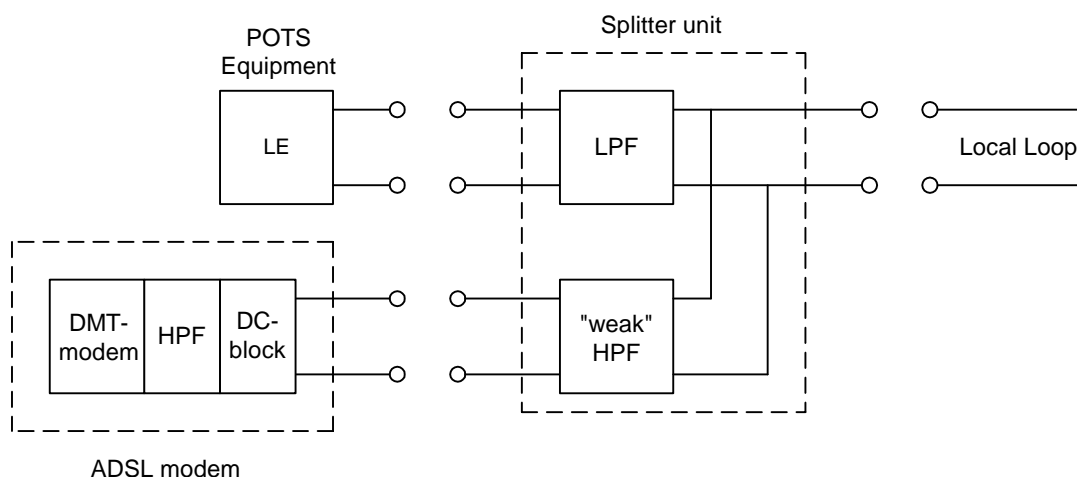 Splitter unit
POTS
Equipment
LE
LPF
Local Loop
DMT-
modem
HPF
DC-
block
"weak"
HPF
ADSL modem